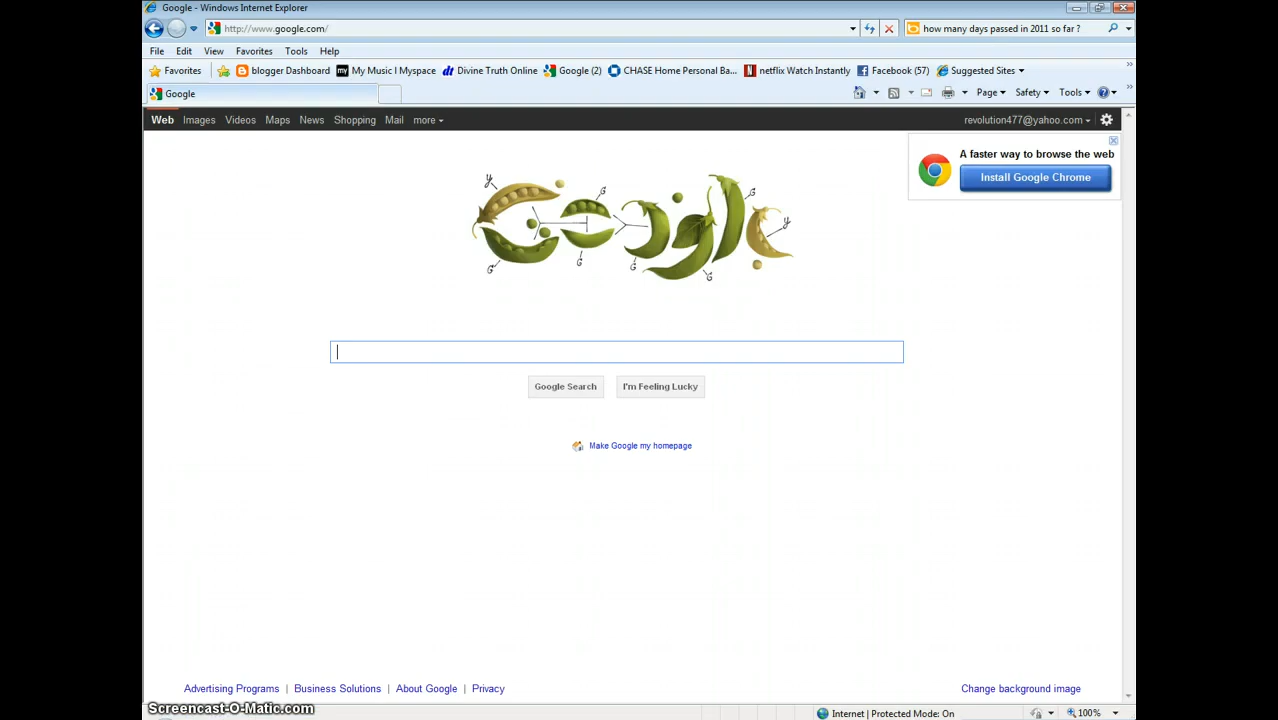 Google - Windows Internet Explorer
http://www.google.com/ how many days passed in 2011 so far ?
File Edit View Favorites Tools Help
Favorites blogger Dashboard my My Music l Myspace dt Divine Truth Online Google (2) CHASE Home Personal Ba... N netflix Watch Instantly Facebook (57) Suggested Sites
Google Page Safety Tools
Web Images Videos Maps News Shopping Mail more revolution477@yahoo.com
A faster way to browse the web
Install Google Chrome
y G G y
G G G G
Google Search I'm Feeling Lucky
Make Google my homepage
Advertising Programs | Business Solutions | About Google | Privacy Change background image
Screencast-O-Matic.com
Internet | Protected Mode: On 100%